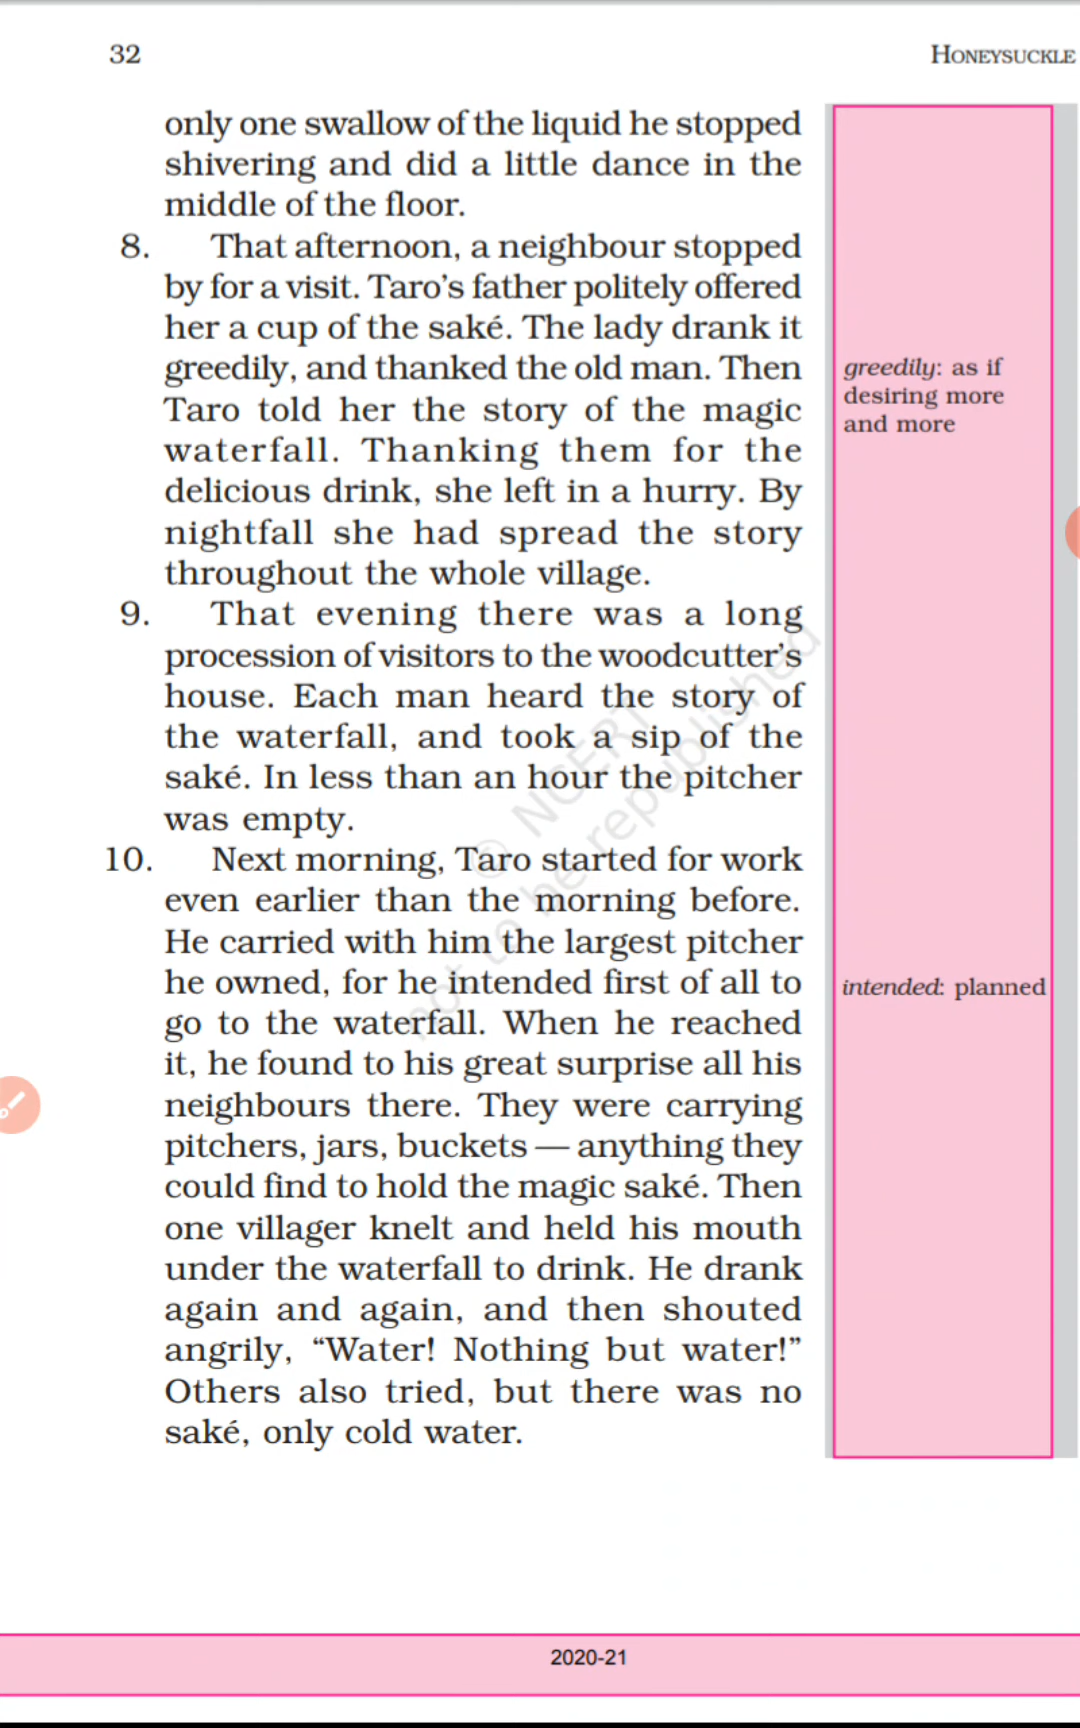 32
HONEYSUCKLE
only one swallow of the liquid he stopped
shivering and did a little dance in the
middle of the floor.
8. That afternoon, a neighbour stopped
by for a visit. Taro’s father politely offered
her a cup of the saké. The lady drank it
greedily, and thanked the old man. Then
Taro told her the story of the magic
waterfall. Thanking them for the
delicious drink, she left in a hurry. By
nightfall she had spread the story
throughout the whole village.
9. That evening there was a long
procession of visitors to the woodcutter’s
house. Each man heard the story of
the waterfall, and took a sip of the
saké. In less than an hour the pitcher
was empty.
10. Next morning, Taro started for work
even earlier than the morning before.
He carried with him the largest pitcher
he owned, for he intended first of all to
go to the waterfall. When he reached
it, he found to his great surprise all his
neighbours there. They were carrying
pitchers, jars, buckets — anything they
could find to hold the magic saké. Then
one villager knelt and held his mouth
under the waterfall to drink. He drank
again and again, and then shouted
angrily, “Water! Nothing but water!”
Others also tried, but there was no
saké, only cold water.
greedily: as if
desiring more
and more
intended: planned
© NCERT
not to be republished
2020-21